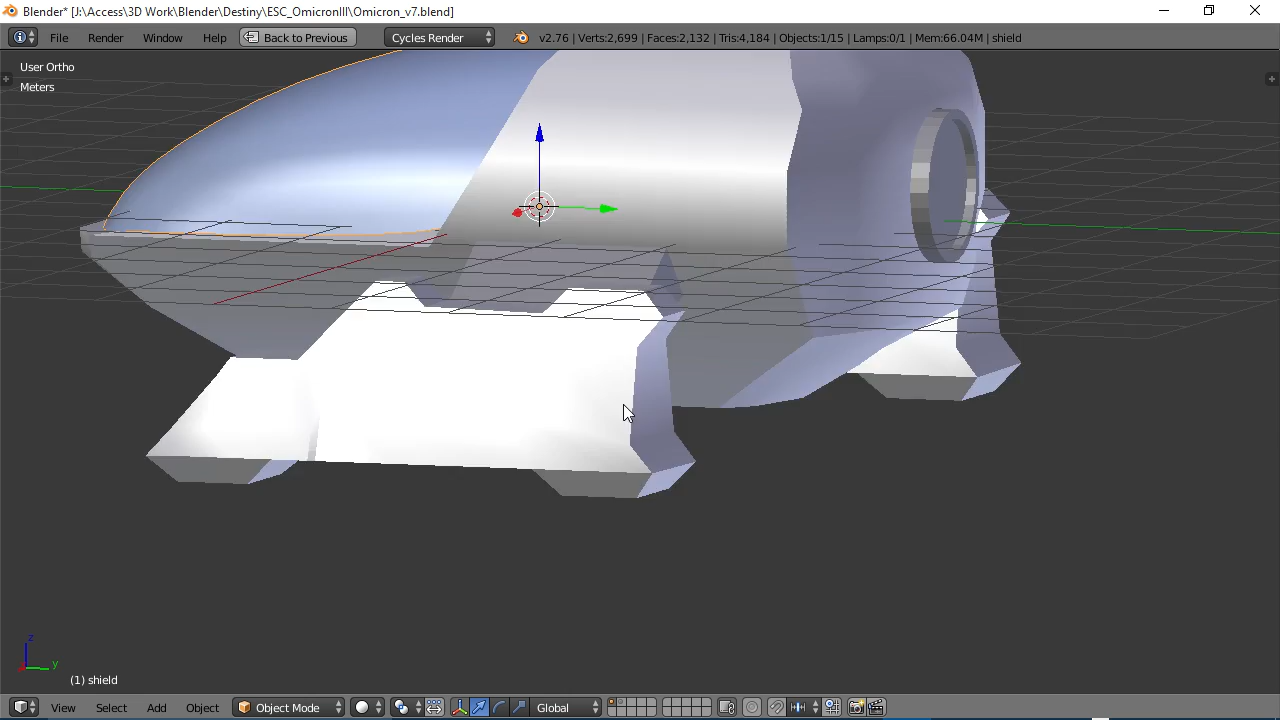 Blender* [J:\Access\3D Work\Blender\Destiny\ESC_OmicronIII\Omicron_v7.blend]
File Render Window Help Back to Previous Cycles Render v2.76 | Verts:2,699 | Faces:2,132 | Tris:4,184 | Objects:1/15 | Lamps:0/1 | Mem:66.04M | shield
User Ortho
Meters
z
y
(1) shield
View Select Add Object Object Mode Global